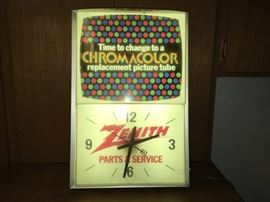 Time to change to a
CHROMACOLOR
replacement picture tube
12
ZENITH
9 3
PARTS & SERVICE
6